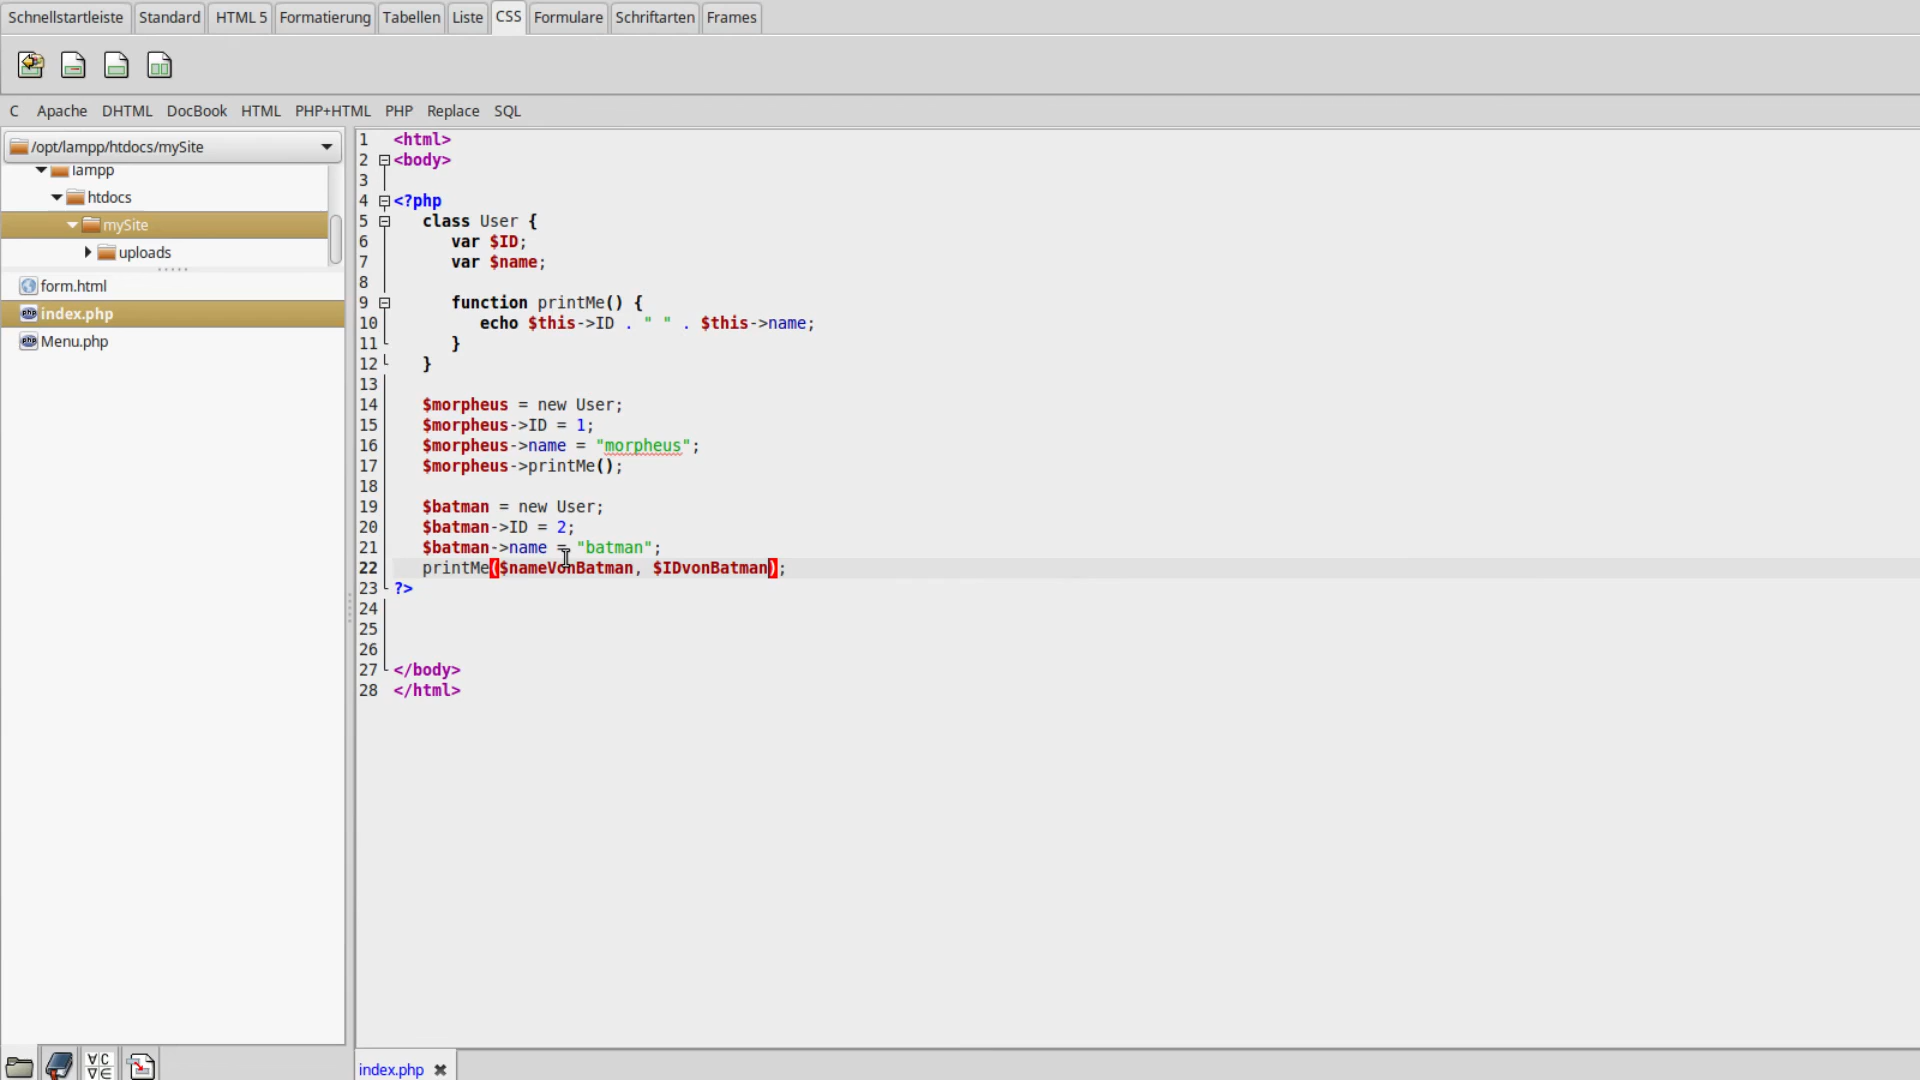 Schnellstartleiste Standard HTML 5 Formatierung Tabellen Liste CSS Formulare Schriftarten Frames
C Apache DHTML DocBook HTML PHP+HTML PHP Replace SQL
/opt/lampp/htdocs/mySite
lampp
htdocs
mySite
uploads
form.html
index.php
Menu.php
1 <html>
2 <body>
3
4 <?php
5 class User {
6 var $ID;
7 var $name;
8
9 function printMe() {
10 echo $this->ID . " " . $this->name;
11 }
12 }
13
14 $morpheus = new User;
15 $morpheus->ID = 1;
16 $morpheus->name = "morpheus";
17 $morpheus->printMe();
18
19 $batman = new User;
20 $batman->ID = 2;
21 $batman->name = "batman";
22 printMe($nameVonBatman, $IDvonBatman);
23 ?>
24
25
26
27 </body>
28 </html>
index.php